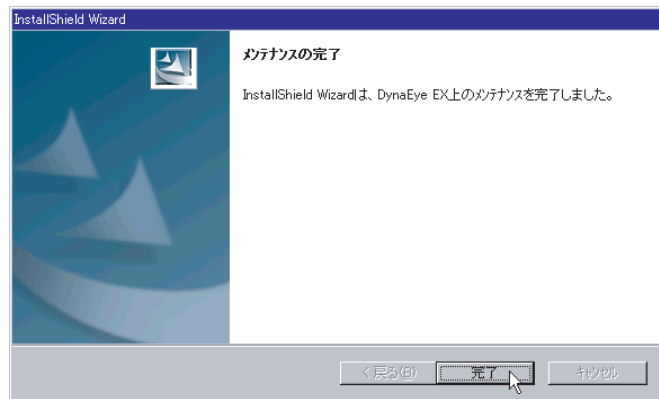 InstallShield Wizard
メンテナンスの完了
InstallShield Wizardは、DynaEye EX上のメンテナンスを完了しました。
< 戻る(B)
完了
キャンセル